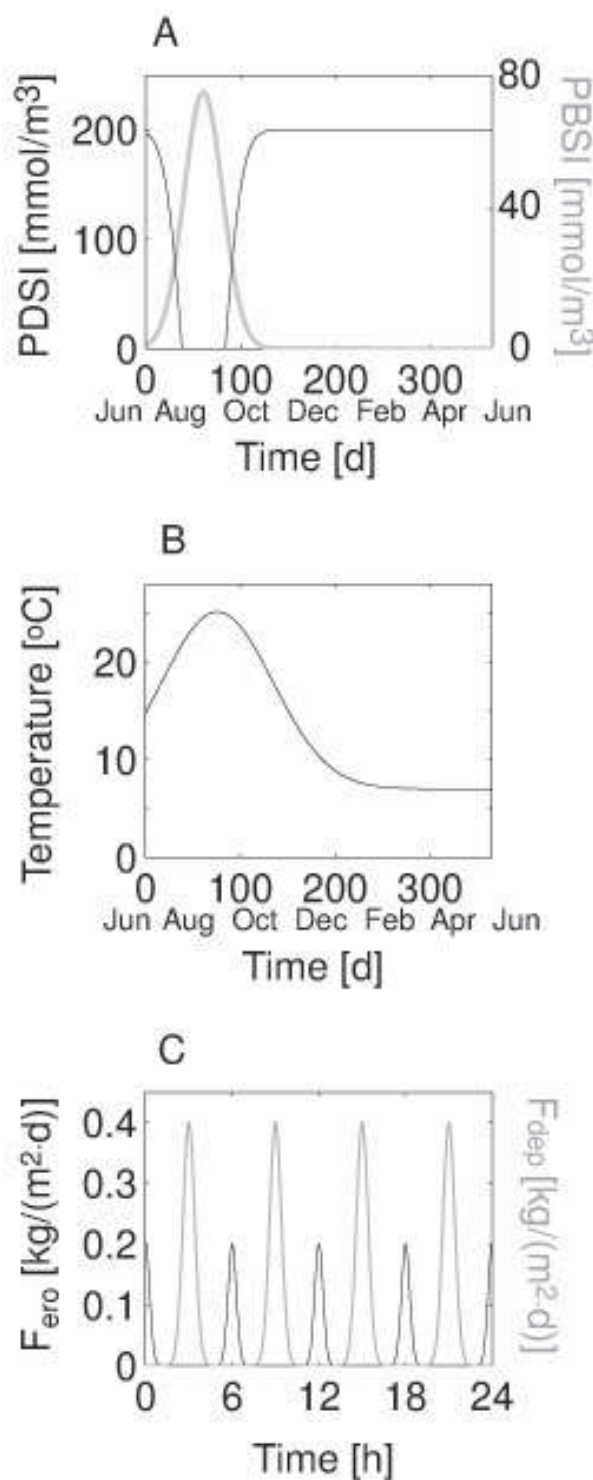 A
PDSI [mmol/m3]
200
100
0
80
40
0
PBSI [mmol/m3]
0 100 200 300
Jun Aug Oct Dec Feb Apr Jun
Time [d]
B
Temperature [oC]
20
10
0
0 100 200 300
Jun Aug Oct Dec Feb Apr Jun
Time [d]
C
Fero [kg/(m2·d)]
0.4
0.3
0.2
0.1
0
Fdep [kg/(m2·d)]
0 6 12 18 24
Time [h]